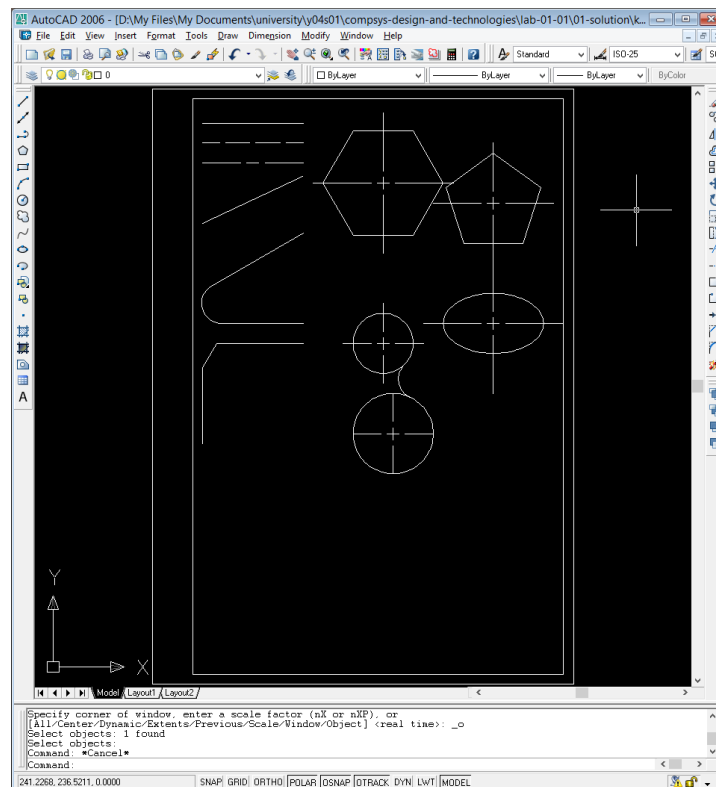 AutoCAD 2006 - [D:\My Files\My Documents\university\y04s01\compsys-design-and-technologies\lab-01-01\01-solution\k...
File Edit View Insert Format Tools Draw Dimension Modify Window Help
Standard ISO-25
0 ByLayer ByLayer ByLayer ByColor
A
Y
X
Model Layout1 Layout2
Specify corner of window, enter a scale factor (nX or nXP), or
[All/Center/Dynamic/Extents/Previous/Scale/Window/Object] <real time>: _o
Select objects: 1 found
Select objects:
Command: *Cancel*
Command:
241.2268, 236.5211, 0.0000 SNAP GRID ORTHO POLAR OSNAP OTRACK DYN LWT MODEL